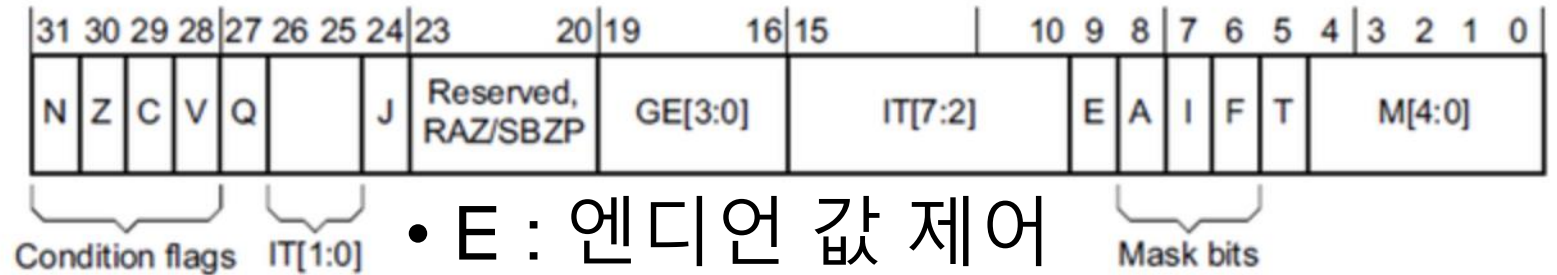 31 30 29 28 27 26 25 24 23 20 19 16 15 10 9 8 7 6 5 4 3 2 1 0
N Z C V Q J Reserved, RAZ/SBZP GE[3:0] IT[7:2] E A I F T M[4:0]
Condition flags IT[1:0] • E : 엔디언 값 제어 Mask bits